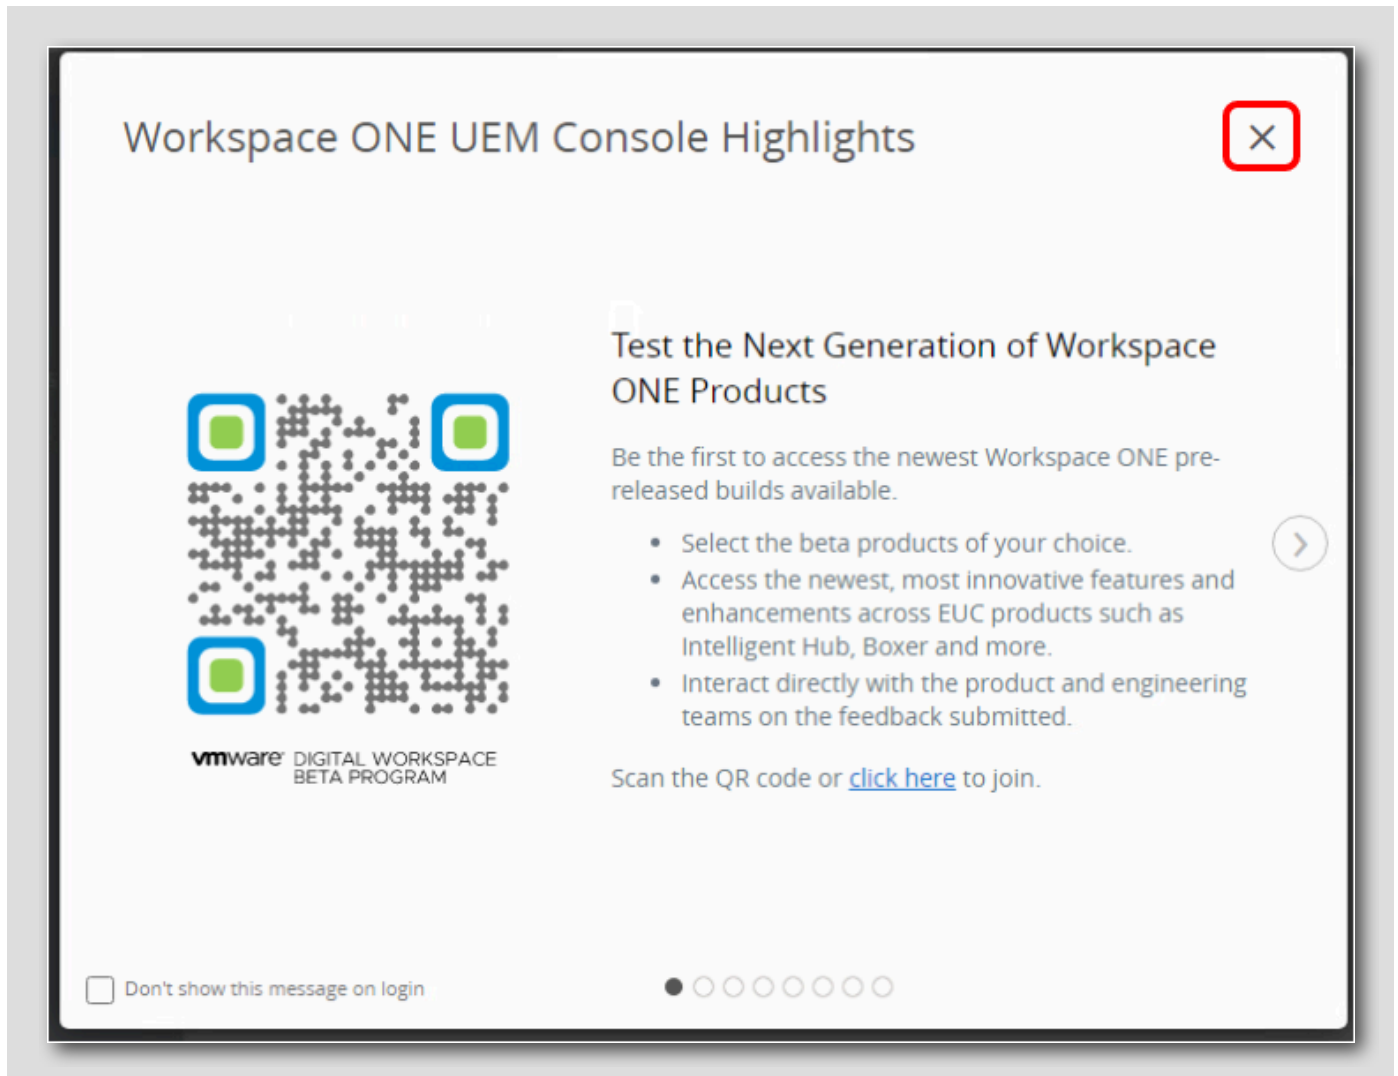 Workspace ONE UEM Console Highlights
Test the Next Generation of Workspace
ONE Products
Be the first to access the newest Workspace ONE pre-
released builds available.
• Select the beta products of your choice.
• Access the newest, most innovative features and
enhancements across EUC products such as
Intelligent Hub, Boxer and more.
• Interact directly with the product and engineering
teams on the feedback submitted.
Scan the QR code or click here to join.
vmware DIGITAL WORKSPACE
BETA PROGRAM
Don't show this message on login